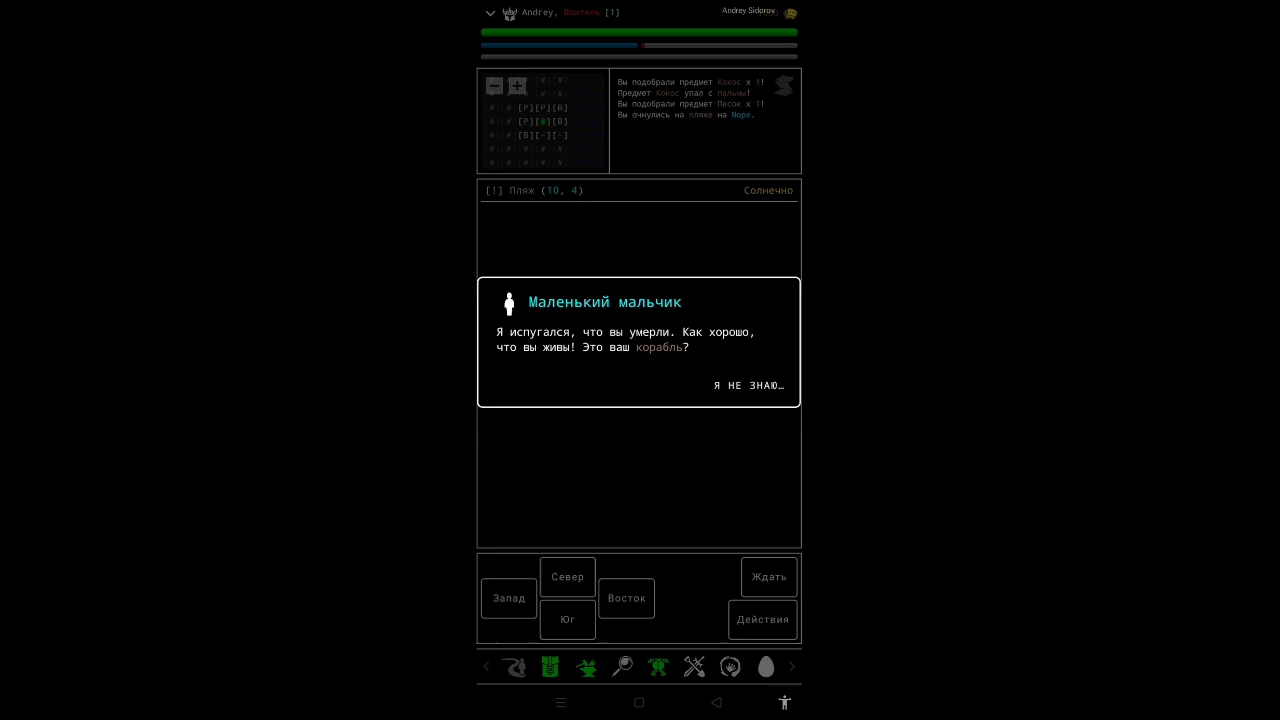 Andrey, Воитель [1]
Andrey Sidorov
Вы подобрали предмет Кокос x 1!
Предмет Кокос упал с пальмы!
Вы подобрали предмет Песок x 1!
Вы очнулись на пляже на Nope.
[P][P][B]
[B][~][~]
[!] Пляж (10, 4)
Солнечно
Маленький мальчик
Я испугался, что вы умерли. Как хорошо,
что вы живы! Это ваш корабль?
Я НЕ ЗНАЮ…
Север
Ждать
Запад
Восток
Юг
Действия